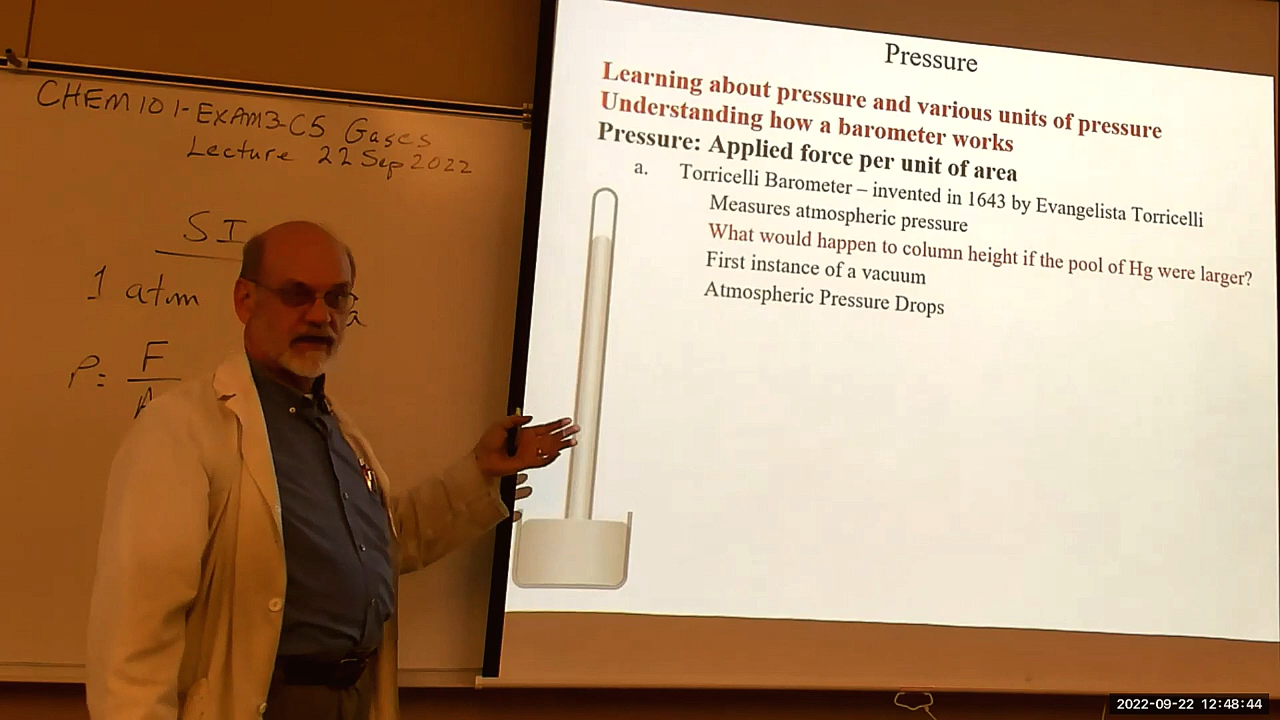 CHEM 101-EXAM3-C5 Gases
Lecture 22 Sep 2022
SI
1 atm
a
P= F
A
Pressure
Learning about pressure and various units of pressure
Understanding how a barometer works
Pressure: Applied force per unit of area
a. Torricelli Barometer – invented in 1643 by Evangelista Torricelli
Measures atmospheric pressure
What would happen to column height if the pool of Hg were larger?
First instance of a vacuum
Atmospheric Pressure Drops
2022-09-22 12:48:44